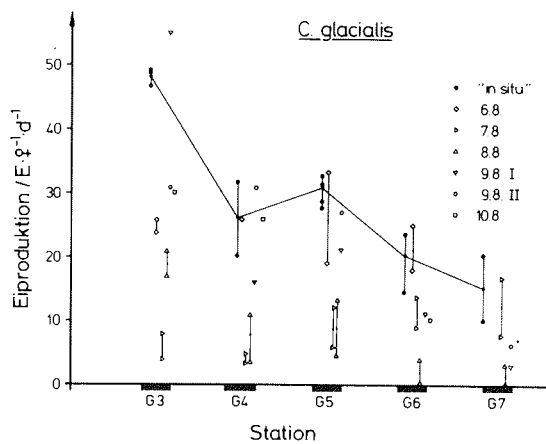 C. glacialis
Eiproduktion / E·♀⁻¹·d⁻¹
50
40
30
20
10
0
"in situ"
6.8.
7.8
8.8
9.8 I
9.8. II
10.8
G3
G4
G5
G6
G7
Station